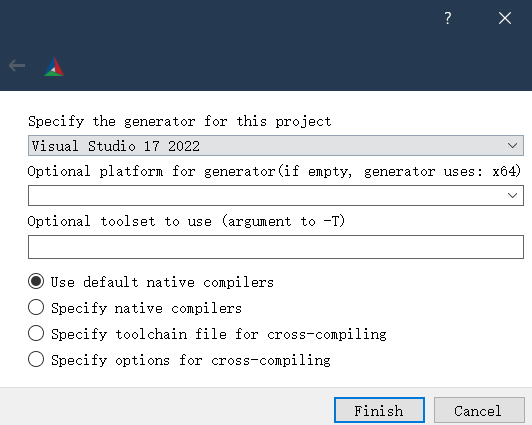 ?
Specify the generator for this project
Visual Studio 17 2022
Optional platform for generator(if empty, generator uses: x64)
Optional toolset to use (argument to -T)
Use default native compilers
Specify native compilers
Specify toolchain file for cross-compiling
Specify options for cross-compiling
Finish Cancel